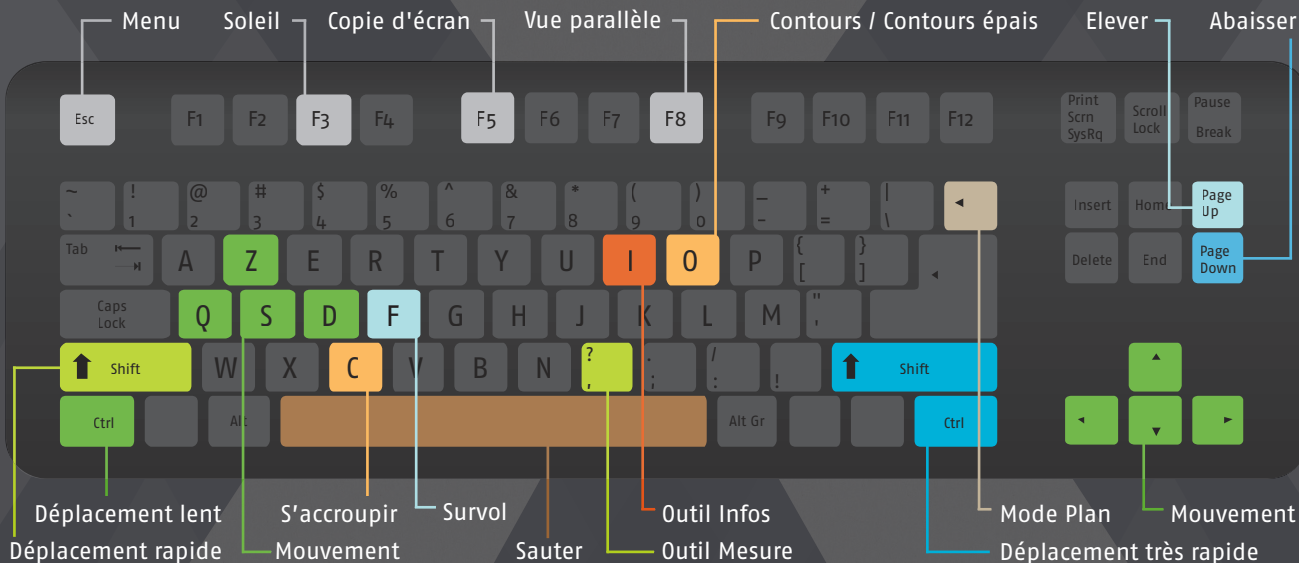 Menu Soleil Copie d'écran Vue parallèle Contours / Contours épais Elever Abaisser
Esc F1 F2 F3 F4 F5 F6 F7 F8 F9 F10 F11 F12 Print Scrn SysRq Scroll Lock Pause Break
~ ` ! 1 @ 2 # 3 $ 4 % 5 ^ 6 & 7 * 8 ( 9 ) 0 _ - + = | \ Insert Home Page Up
Tab A Z E R T Y U I O P { [ } ] Delete End Page Down
Caps Lock Q S D F G H J K L M " '
Shift W X C V B N ? , . ; / : ! Shift
Ctrl Alt Alt Gr Ctrl
Déplacement lent S'accroupir Survol Outil Infos Mode Plan Mouvement
Déplacement rapide Mouvement Sauter Outil Mesure Déplacement très rapide